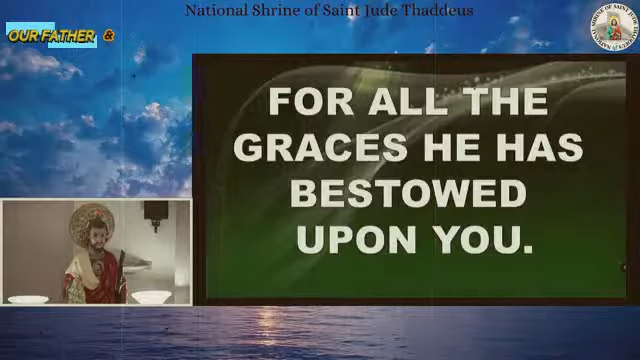 National Shrine of Saint Jude Thaddeus
OUR FATHER &
FOR ALL THE
GRACES HE HAS
BESTOWED
UPON YOU.